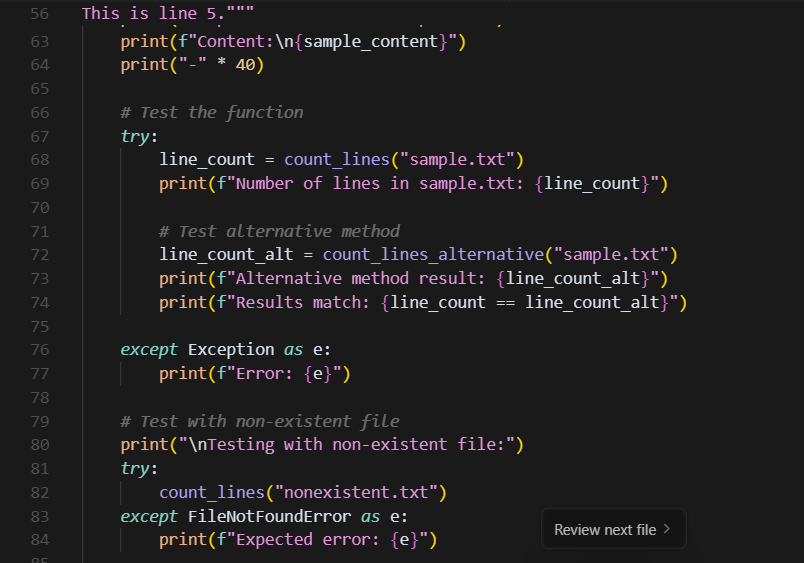 56 This is line 5."""
63 print(f"Content:\n{sample_content}")
64 print("-" * 40)
65
66 # Test the function
67 try:
68 line_count = count_lines("sample.txt")
69 print(f"Number of lines in sample.txt: {line_count}")
70
71 # Test alternative method
72 line_count_alt = count_lines_alternative("sample.txt")
73 print(f"Alternative method result: {line_count_alt}")
74 print(f"Results match: {line_count == line_count_alt}")
75
76 except Exception as e:
77 print(f"Error: {e}")
78
79 # Test with non-existent file
80 print("\nTesting with non-existent file:")
81 try:
82 count_lines("nonexistent.txt")
83 except FileNotFoundError as e:
84 print(f"Expected error: {e}")
Review next file